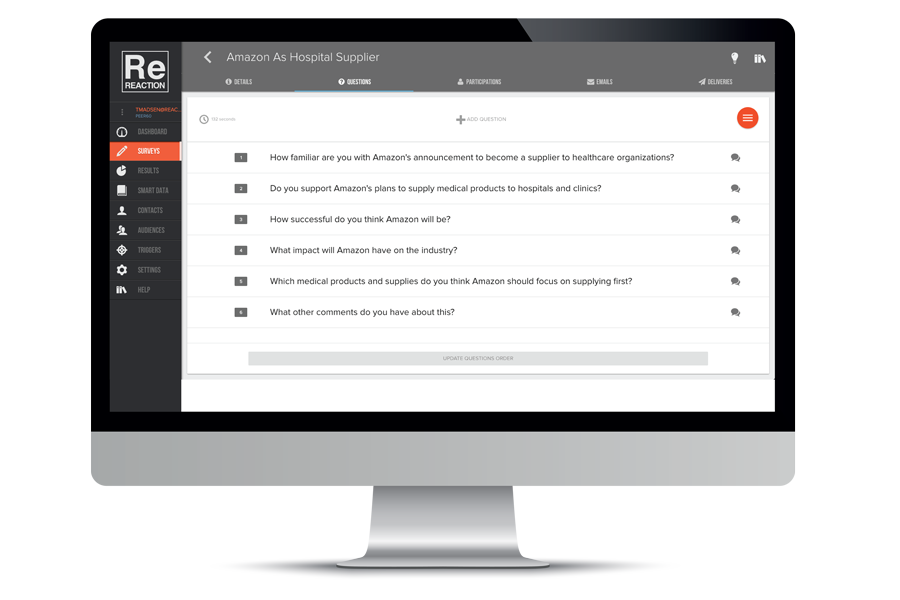 Re
REACTION
Amazon As Hospital Supplier
DETAILS
QUESTIONS
PARTICIPATIONS
EMAILS
DELIVERIES
TMADSEN@REAC...
DASHBOARD
SURVEYS
RESULTS
SMART DATA
CONTACTS
AUDIENCES
TRIGGERS
SETTINGS
HELP
seconds
ADD QUESTION
1 How familiar are you with Amazon's announcement to become a supplier to healthcare organizations?
2 Do you support Amazon's plans to supply medical products to hospitals and clinics?
3 How successful do you think Amazon will be?
4 What impact will Amazon have on the industry?
5 Which medical products and supplies do you think Amazon should focus on supplying first?
6 What other comments do you have about this?
UPDATE QUESTIONS ORDER